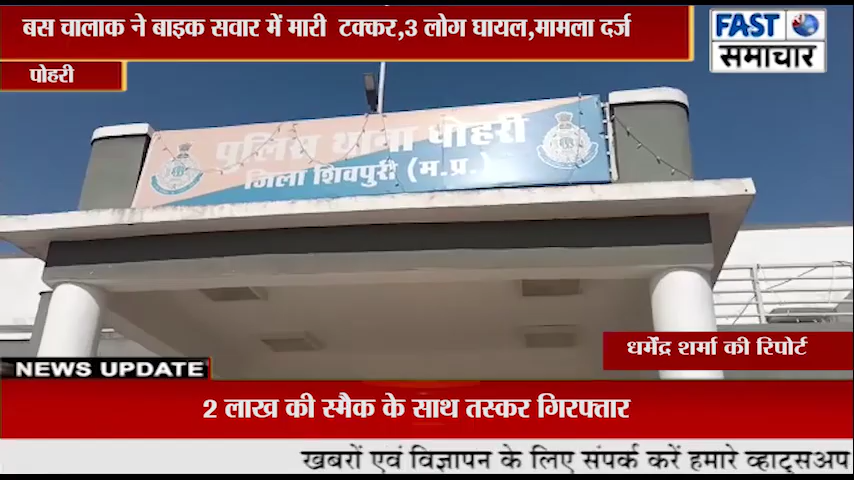 बस चालाक ने बाइक सवार में मारी टक्कर,3 लोग घायल,मामला दर्ज
FAST
समाचार
पोहरी
पुलिस थाना पोहरी
जिला शिवपुरी (म.प्र.)
धर्मेंद्र शर्मा की रिपोर्ट
NEWS UPDATE
2 लाख की स्मैक के साथ तस्कर गिरफ्तार
खबरों एवं विज्ञापन के लिए संपर्क करें हमारे व्हाट्सअप